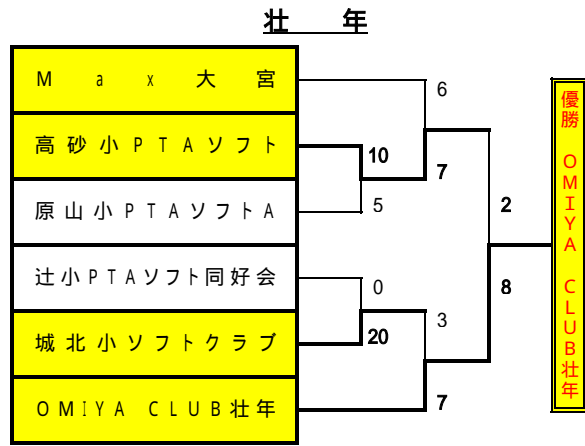 壮 年
Max大宮
高砂小PTAソフト
原山小PTAソフトA
辻小PTAソフト同好会
城北小ソフトクラブ
OMIYA CLUB壮年
10
5
0
20
6
7
3
7
2
8
優勝 OMIYA CLUB壮年